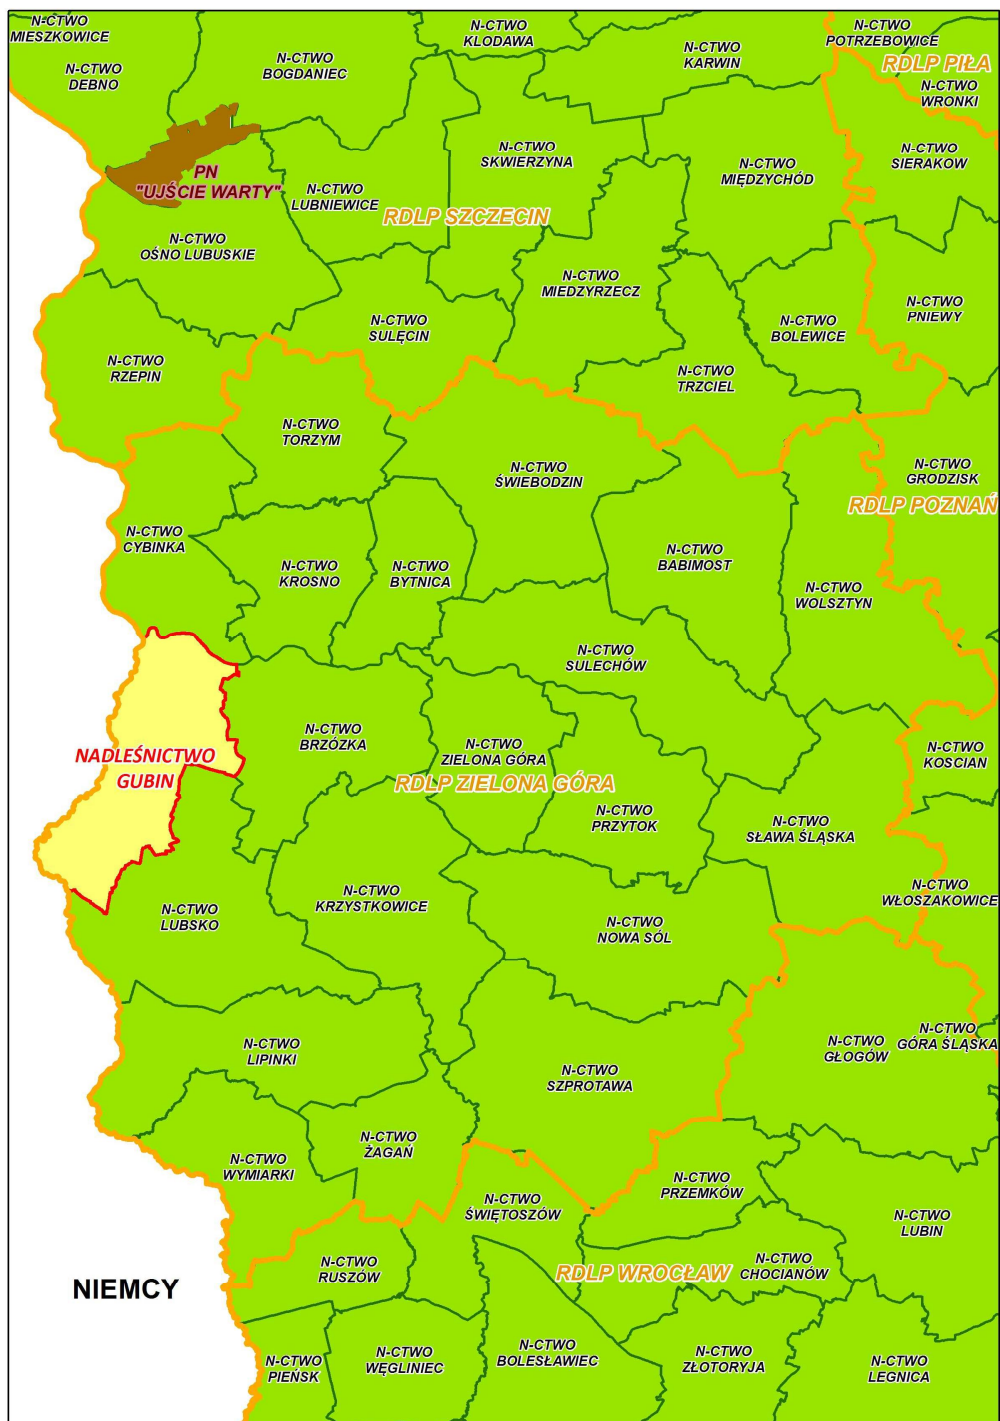 N-CTWO
MIESZKOWICE
N-CTWO
DEBNO
N-CTWO
BOGDANIEC
N-CTWO
KLODAWA
N-CTWO
KARWIN
N-CTWO
POTRZEBOWICE
RDLP PIŁA
N-CTWO
WRONKI
N-CTWO
SKWIERZYNA
N-CTWO
MIĘDZYCHÓD
N-CTWO
SIERAKOW
PN
"UJŚCIE WARTY"
N-CTWO
LUBNIEWICE
RDLP SZCZECIN
N-CTWO
OŚNO LUBUSKIE
N-CTWO
MIEDZYRZECZ
N-CTWO
SULĘCIN
N-CTWO
BOLEWICE
N-CTWO
PNIEWY
N-CTWO
RZEPIN
N-CTWO
TRZCIEL
N-CTWO
TORZYM
N-CTWO
ŚWIEBODZIN
N-CTWO
GRODZISK
RDLP POZNAŃ
N-CTWO
CYBINKA
N-CTWO
KROSNO
N-CTWO
BYTNICA
N-CTWO
BABIMOST
N-CTWO
WOLSZTYN
N-CTWO
SULECHÓW
NADLEŚNICTWO
GUBIN
N-CTWO
BRZÓZKA
N-CTWO
ZIELONA GÓRA
RDLP ZIELONA GÓRA
N-CTWO
PRZYTOK
N-CTWO
SŁAWA ŚLĄSKA
N-CTWO
KOSCIAN
N-CTWO
WŁOSZAKOWICE
N-CTWO
LUBSKO
N-CTWO
KRZYSTKOWICE
N-CTWO
NOWA SÓL
N-CTWO
LIPINKI
N-CTWO
SZPROTAWA
N-CTWO
GŁOGÓW
N-CTWO
GÓRA ŚLĄSKA
N-CTWO
ŻAGAŃ
N-CTWO
WYMIARKI
N-CTWO
PRZEMKÓW
N-CTWO
ŚWIĘTOSZÓW
N-CTWO
LUBIN
N-CTWO
RUSZÓW
RDLP WROCŁAW
N-CTWO
CHOCIANÓW
NIEMCY
N-CTWO
PIEŃSK
N-CTWO
WĘGLINIEC
N-CTWO
BOLESŁAWIEC
N-CTWO
ZŁOTORYJA
N-CTWO
LEGNICA